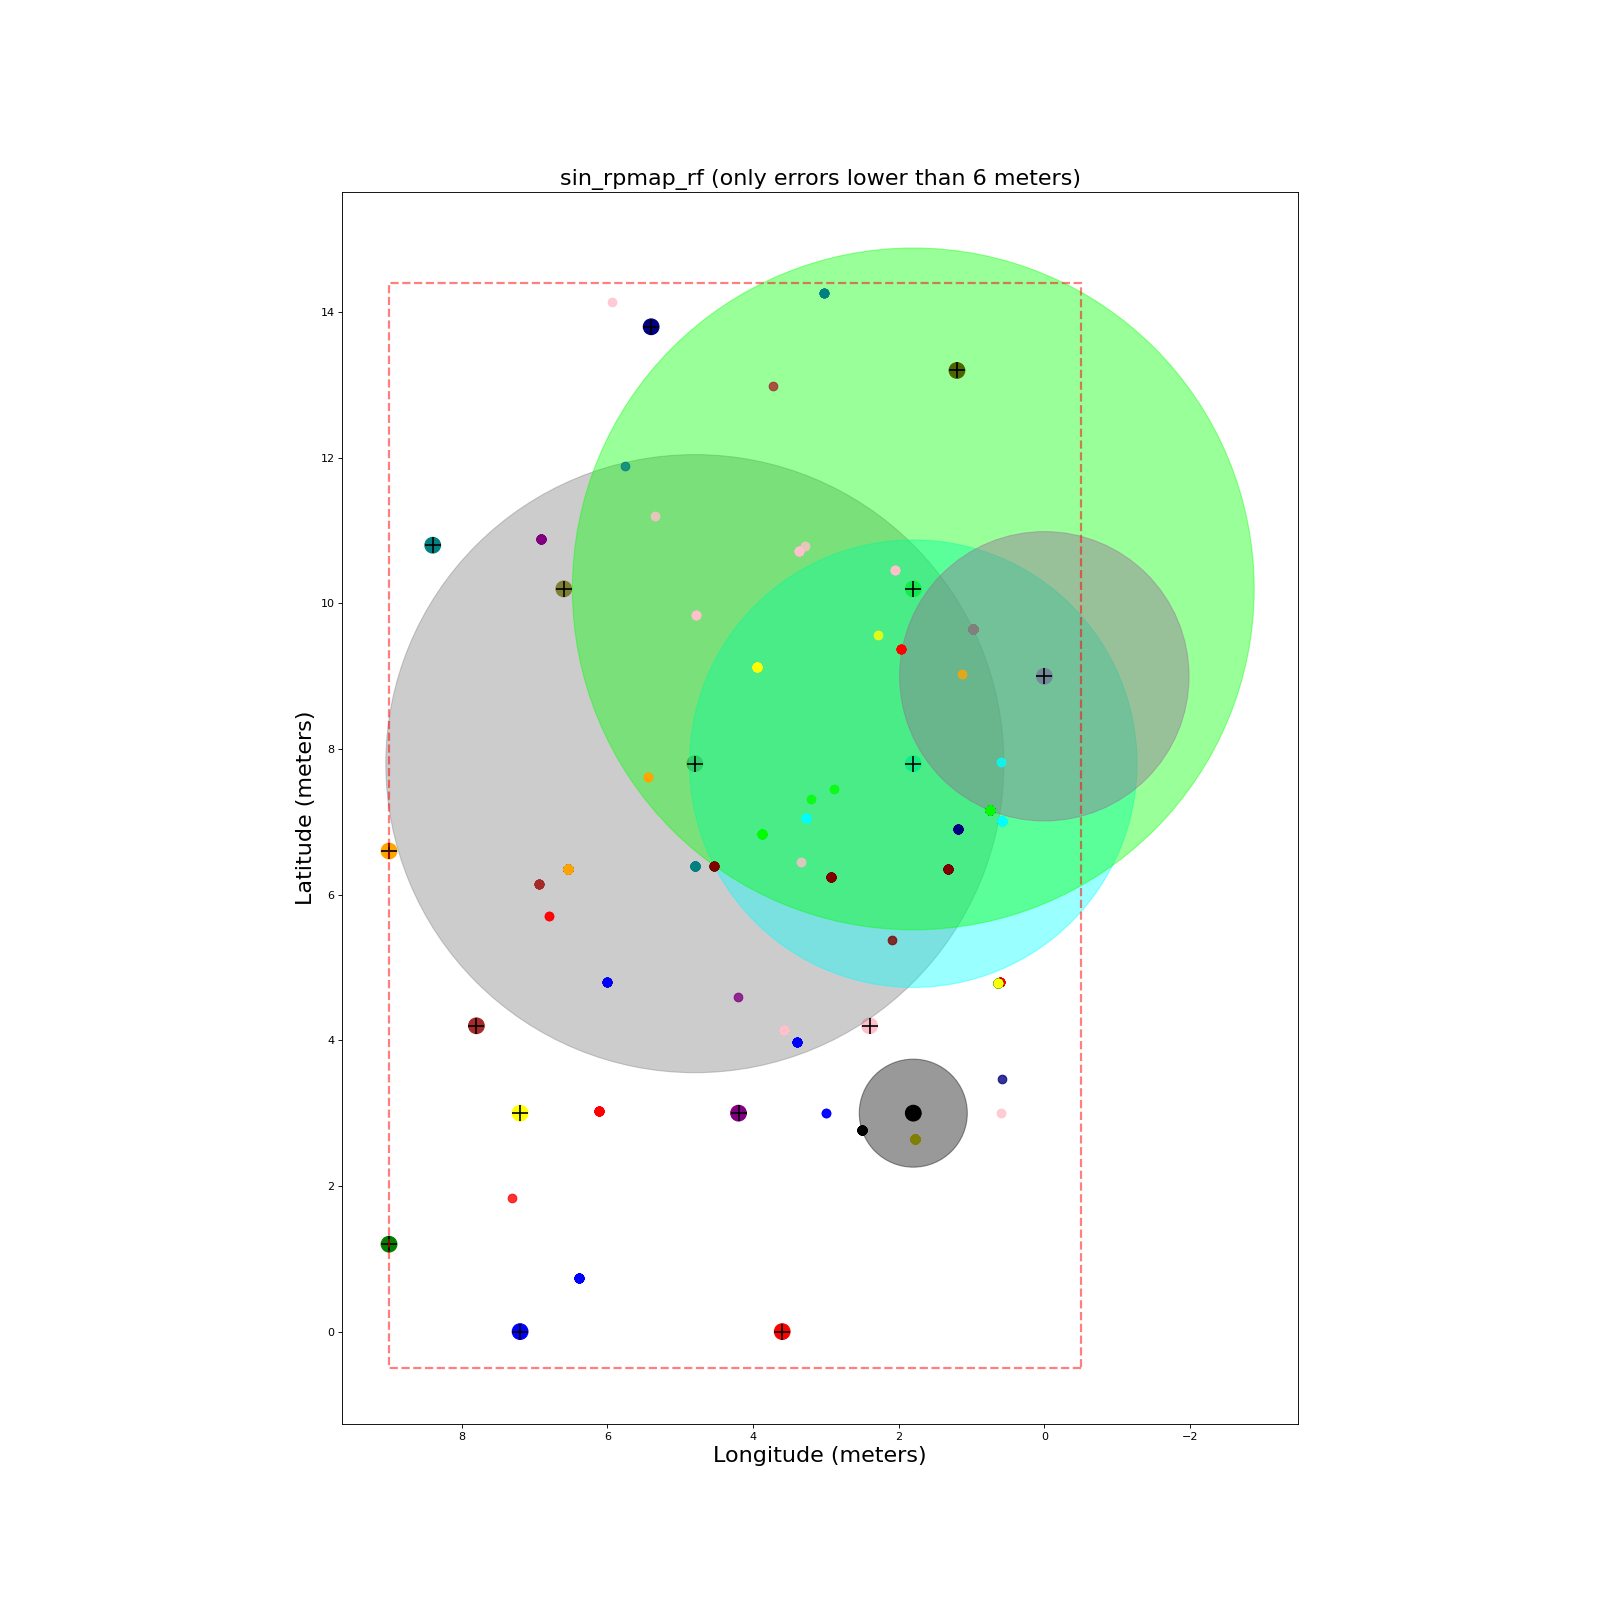 sin_rpmap_rf (only errors lower than 6 meters)
14
12
10
8
6
4
2
0
Latitude (meters)
8 6 4 2 0 −2
Longitude (meters)